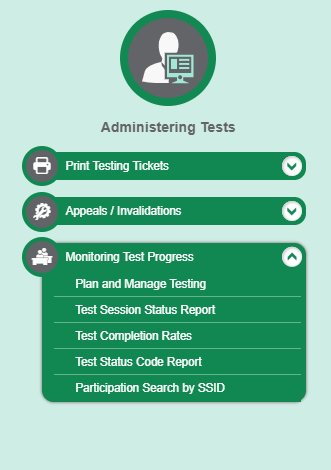 Administering Tests
Print Testing Tickets
Appeals / Invalidations
Monitoring Test Progress
Plan and Manage Testing
Test Session Status Report
Test Completion Rates
Test Status Code Report
Participation Search by SSID